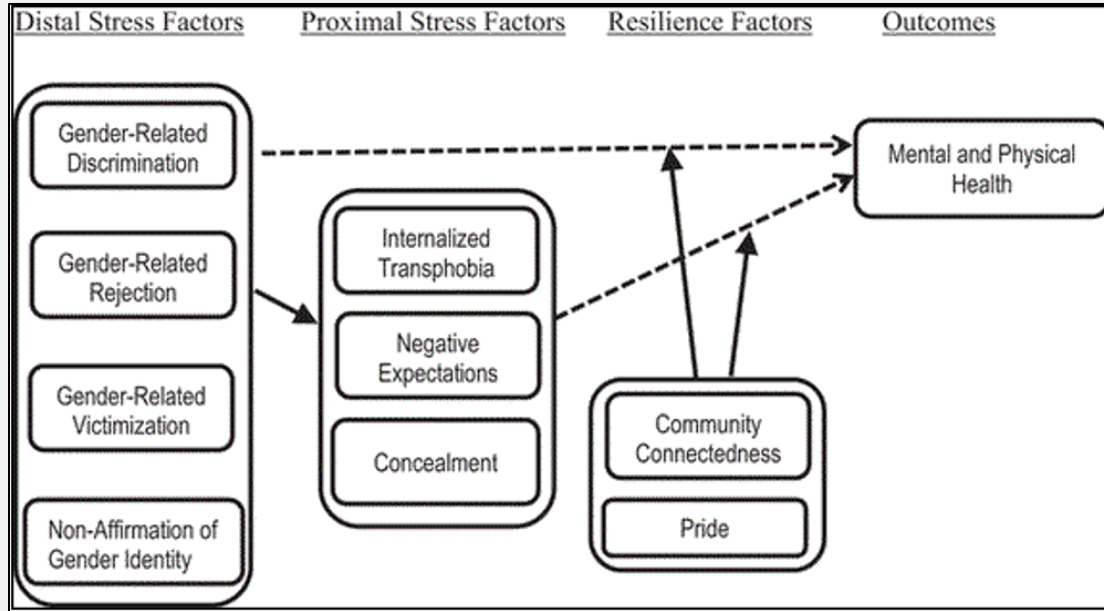 Distal Stress Factors
Proximal Stress Factors
Resilience Factors
Outcomes
Gender-Related
Discrimination
Gender-Related
Rejection
Gender-Related
Victimization
Non-Affirmation of
Gender Identity
Internalized
Transphobia
Negative
Expectations
Concealment
Community
Connectedness
Pride
Mental and Physical
Health